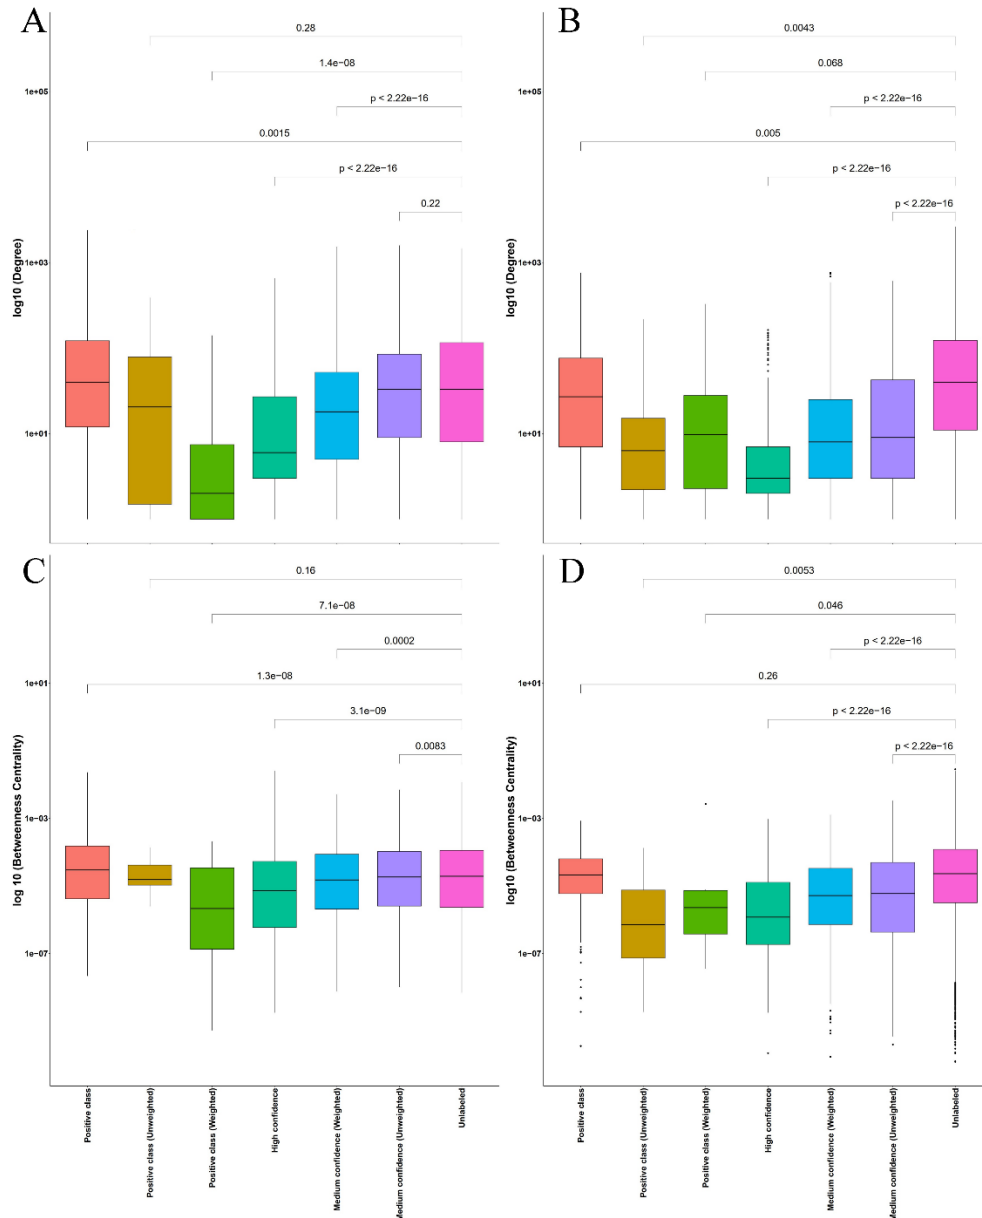 A
0.28
1.4e−08
1e+05
p < 2.22e−16
0.0015
p < 2.22e−16
0.22
log10 (Degree)
1e+03
1e+01
B
0.0043
0.068
1e+05
p < 2.22e−16
0.005
p < 2.22e−16
p < 2.22e−16
log10 (Degree)
1e+03
1e+01
C
0.16
7.1e−08
0.0002
1e+01
1.3e−08
3.1e−09
0.0083
log 10 (Betweenness Centrality)
1e−03
1e−07
Positive class
Positive class (Unweighted)
Positive class (Weighted)
High confidence
Medium confidence (Weighted)
Medium confidence (Unweighted)
Unlabeled
D
0.0053
0.046
p < 2.22e−16
1e+01
0.26
p < 2.22e−16
p < 2.22e−16
log10 (Betweenness Centrality)
1e−03
1e−07
Positive class
Positive class (Unweighted)
Positive class (Weighted)
High confidence
Medium confidence (Weighted)
Medium confidence (Unweighted)
Unlabeled